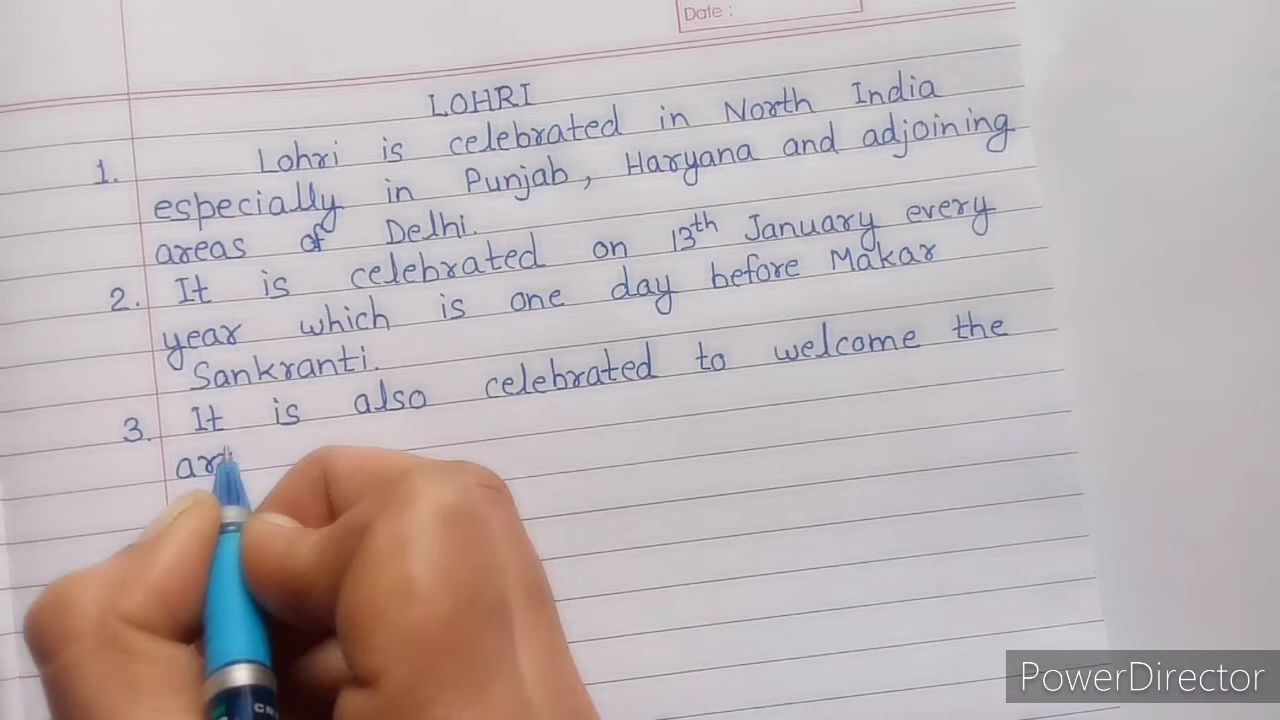 Date :
LOHRI
1. Lohri is celebrated in North India
especially in Punjab, Haryana and adjoining
areas of Delhi.
2. It is celebrated on 13th January every
year which is one day before Makar
Sankranti.
3. It is also celebrated to welcome the
PowerDirector